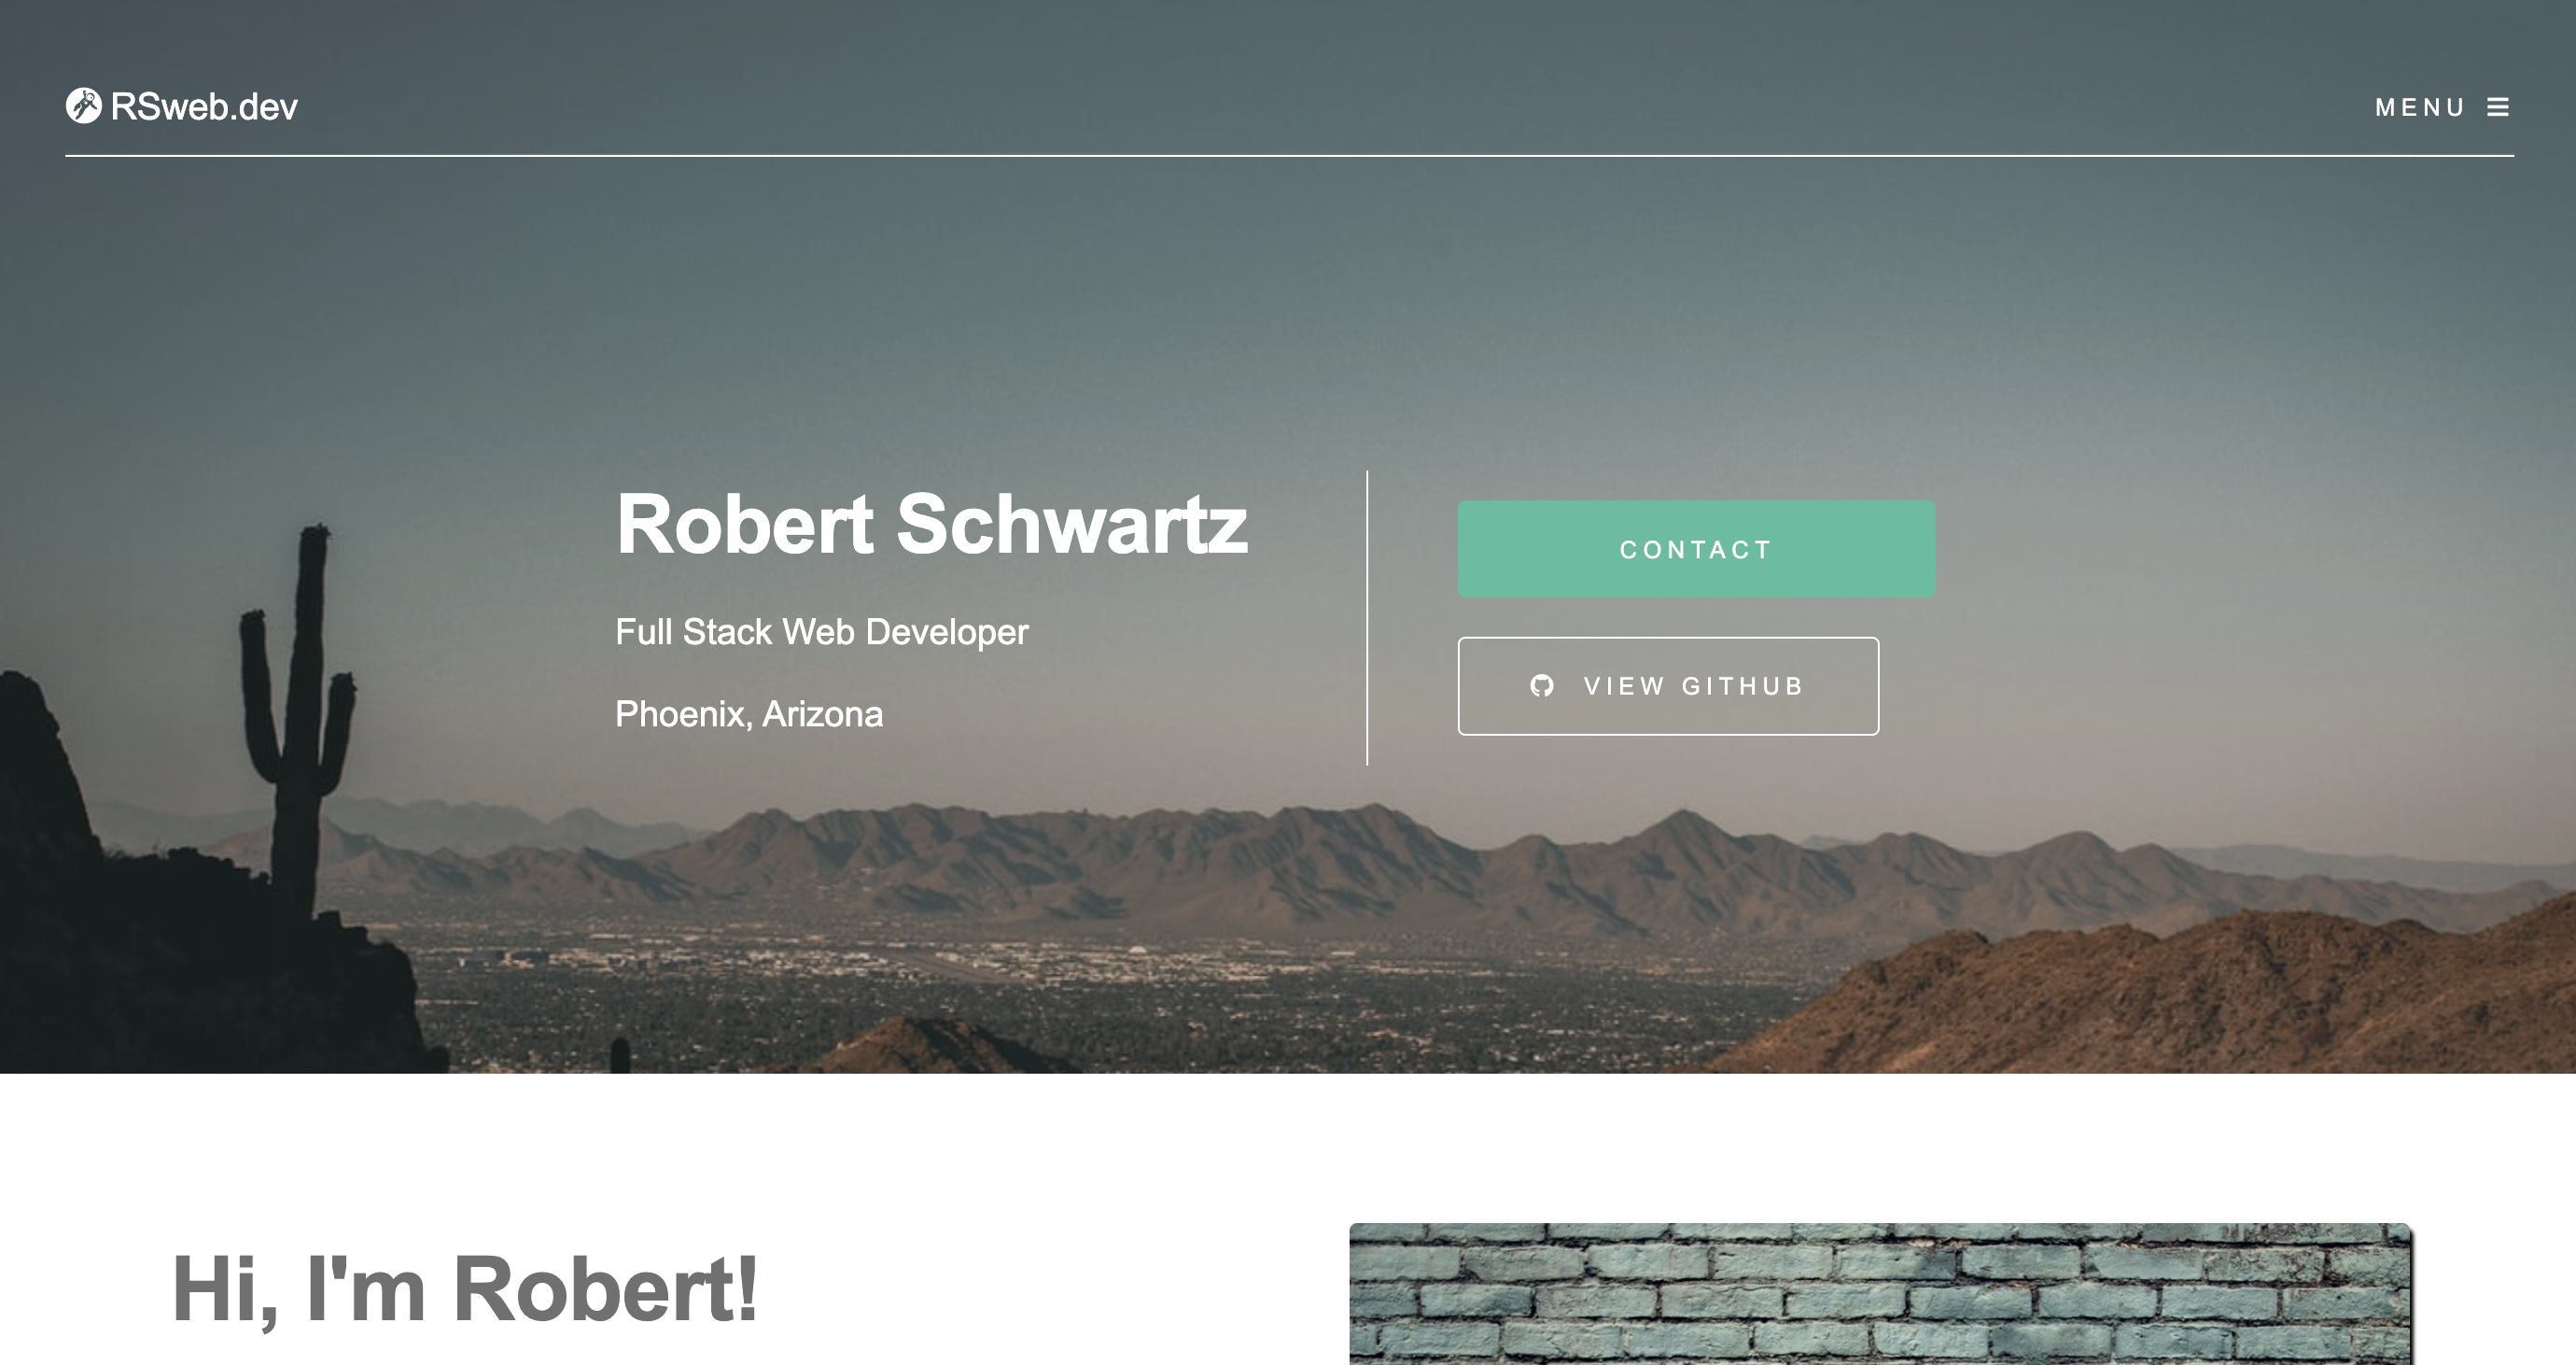 RSweb.dev
MENU
Robert Schwartz
Full Stack Web Developer
Phoenix, Arizona
CONTACT
VIEW GITHUB
Hi, I'm Robert!